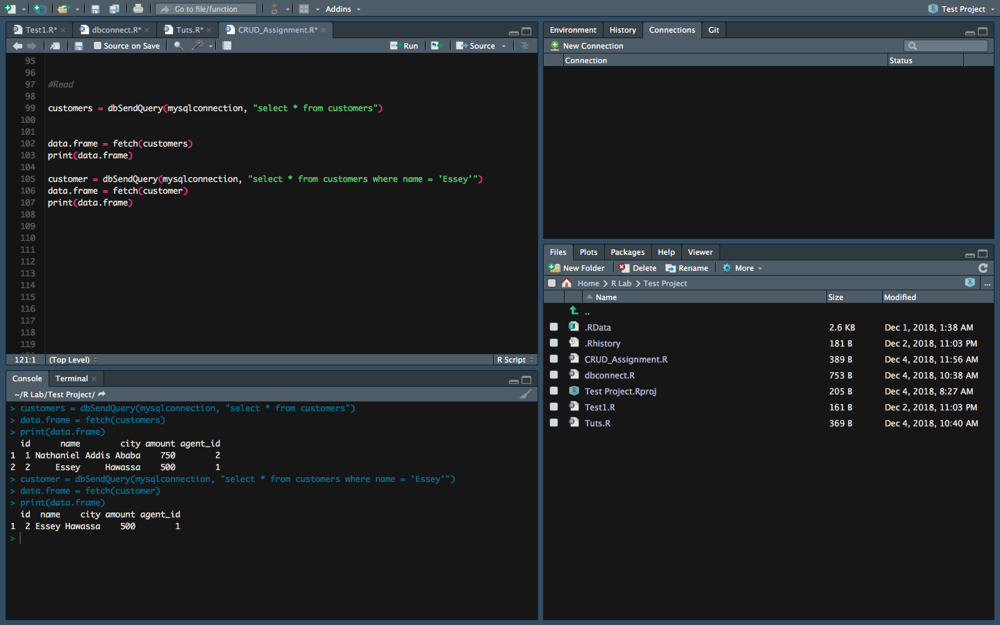 Go to file/function
Addins
Test Project
Test1.R*
dbconnect.R*
Tuts.R*
CRUD_Assignment.R*
Source on Save
Run
Source
95
96
97 #Read
98
99 customers = dbSendQuery(mysqlconnection, "select * from customers")
100
101
102 data.frame = fetch(customers)
103 print(data.frame)
104
105 customer = dbSendQuery(mysqlconnection, "select * from customers where name = 'Essey'")
106 data.frame = fetch(customer)
107 print(data.frame)
108
109
110
111
112
113
114
115
116
117
118
119
121:1 (Top Level) R Script
Console Terminal
~/R Lab/Test Project/
> customers = dbSendQuery(mysqlconnection, "select * from customers")
> data.frame = fetch(customers)
> print(data.frame)
id name city amount agent_id
1 1 Nathaniel Addis Ababa 750 2
2 2 Essey Hawassa 500 1
> customer = dbSendQuery(mysqlconnection, "select * from customers where name = 'Essey'")
> data.frame = fetch(customer)
> print(data.frame)
id name city amount agent_id
1 2 Essey Hawassa 500 1
>
Environment History Connections Git
New Connection
Connection Status
Files Plots Packages Help Viewer
New Folder Delete Rename More
Home R Lab Test Project ...
Name Size Modified
..
.RData 2.6 KB Dec 1, 2018, 1:38 AM
.Rhistory 181 B Dec 2, 2018, 11:03 PM
CRUD_Assignment.R 389 B Dec 4, 2018, 11:56 AM
dbconnect.R 753 B Dec 4, 2018, 10:38 AM
Test Project.Rproj 205 B Dec 4, 2018, 8:27 AM
Test1.R 161 B Dec 2, 2018, 11:03 PM
Tuts.R 369 B Dec 4, 2018, 10:40 AM